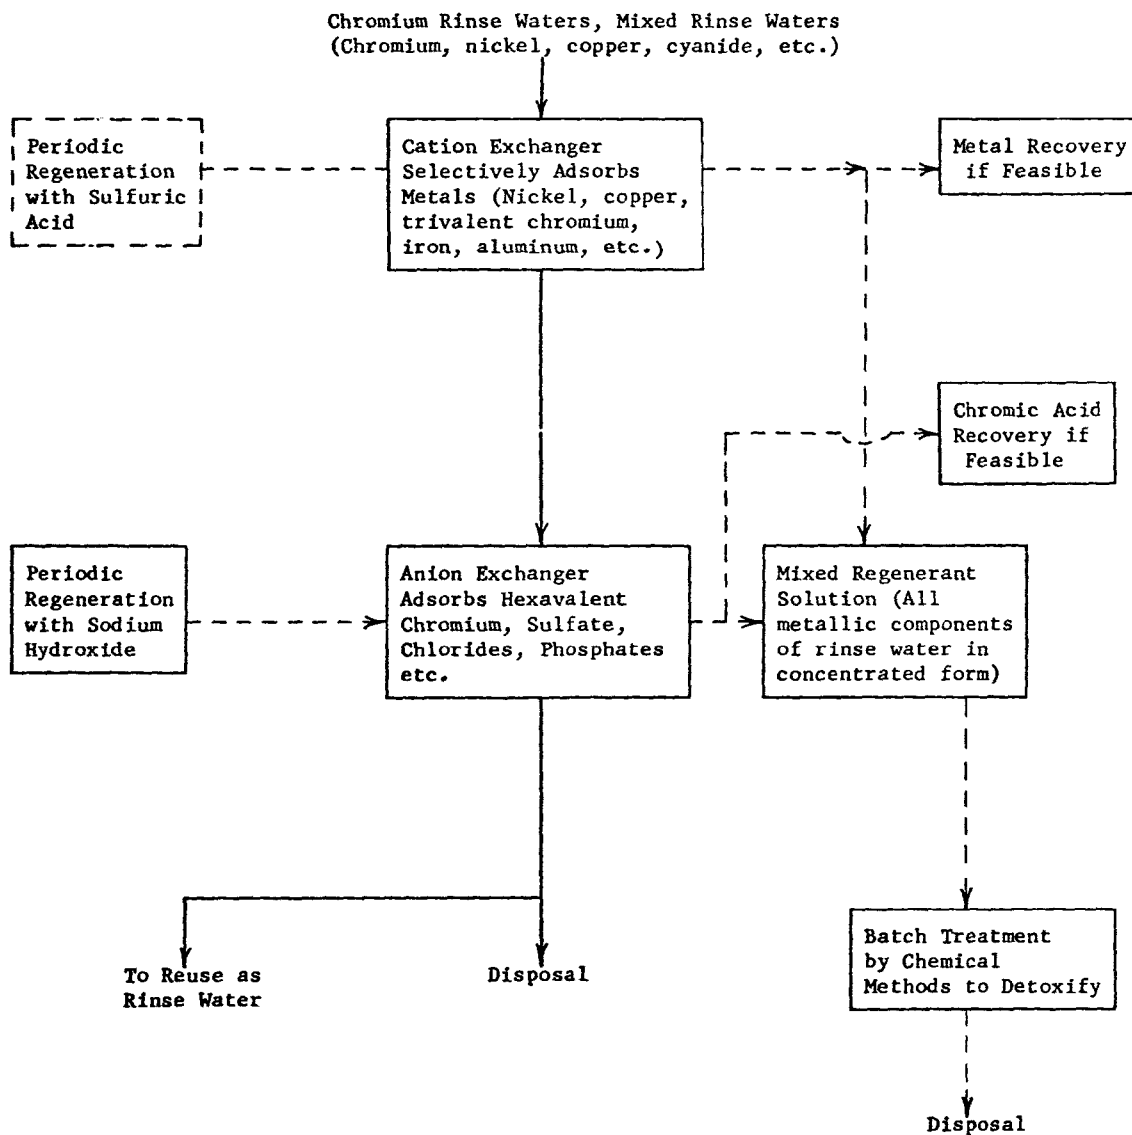 Chromium Rinse Waters, Mixed Rinse Waters
(Chromium, nickel, copper, cyanide, etc.)
Periodic
Regeneration
with Sulfuric
Acid
Cation Exchanger
Selectively Adsorbs
Metals (Nickel, copper,
trivalent chromium,
iron, aluminum, etc.)
Metal Recovery
if Feasible
Chromic Acid
Recovery if
Feasible
Periodic
Regeneration
with Sodium
Hydroxide
Anion Exchanger
Adsorbs Hexavalent
Chromium, Sulfate,
Chlorides, Phosphates
etc.
Mixed Regenerant
Solution (All
metallic components
of rinse water in
concentrated form)
To Reuse as
Rinse Water
Disposal
Batch Treatment
by Chemical
Methods to Detoxify
Disposal